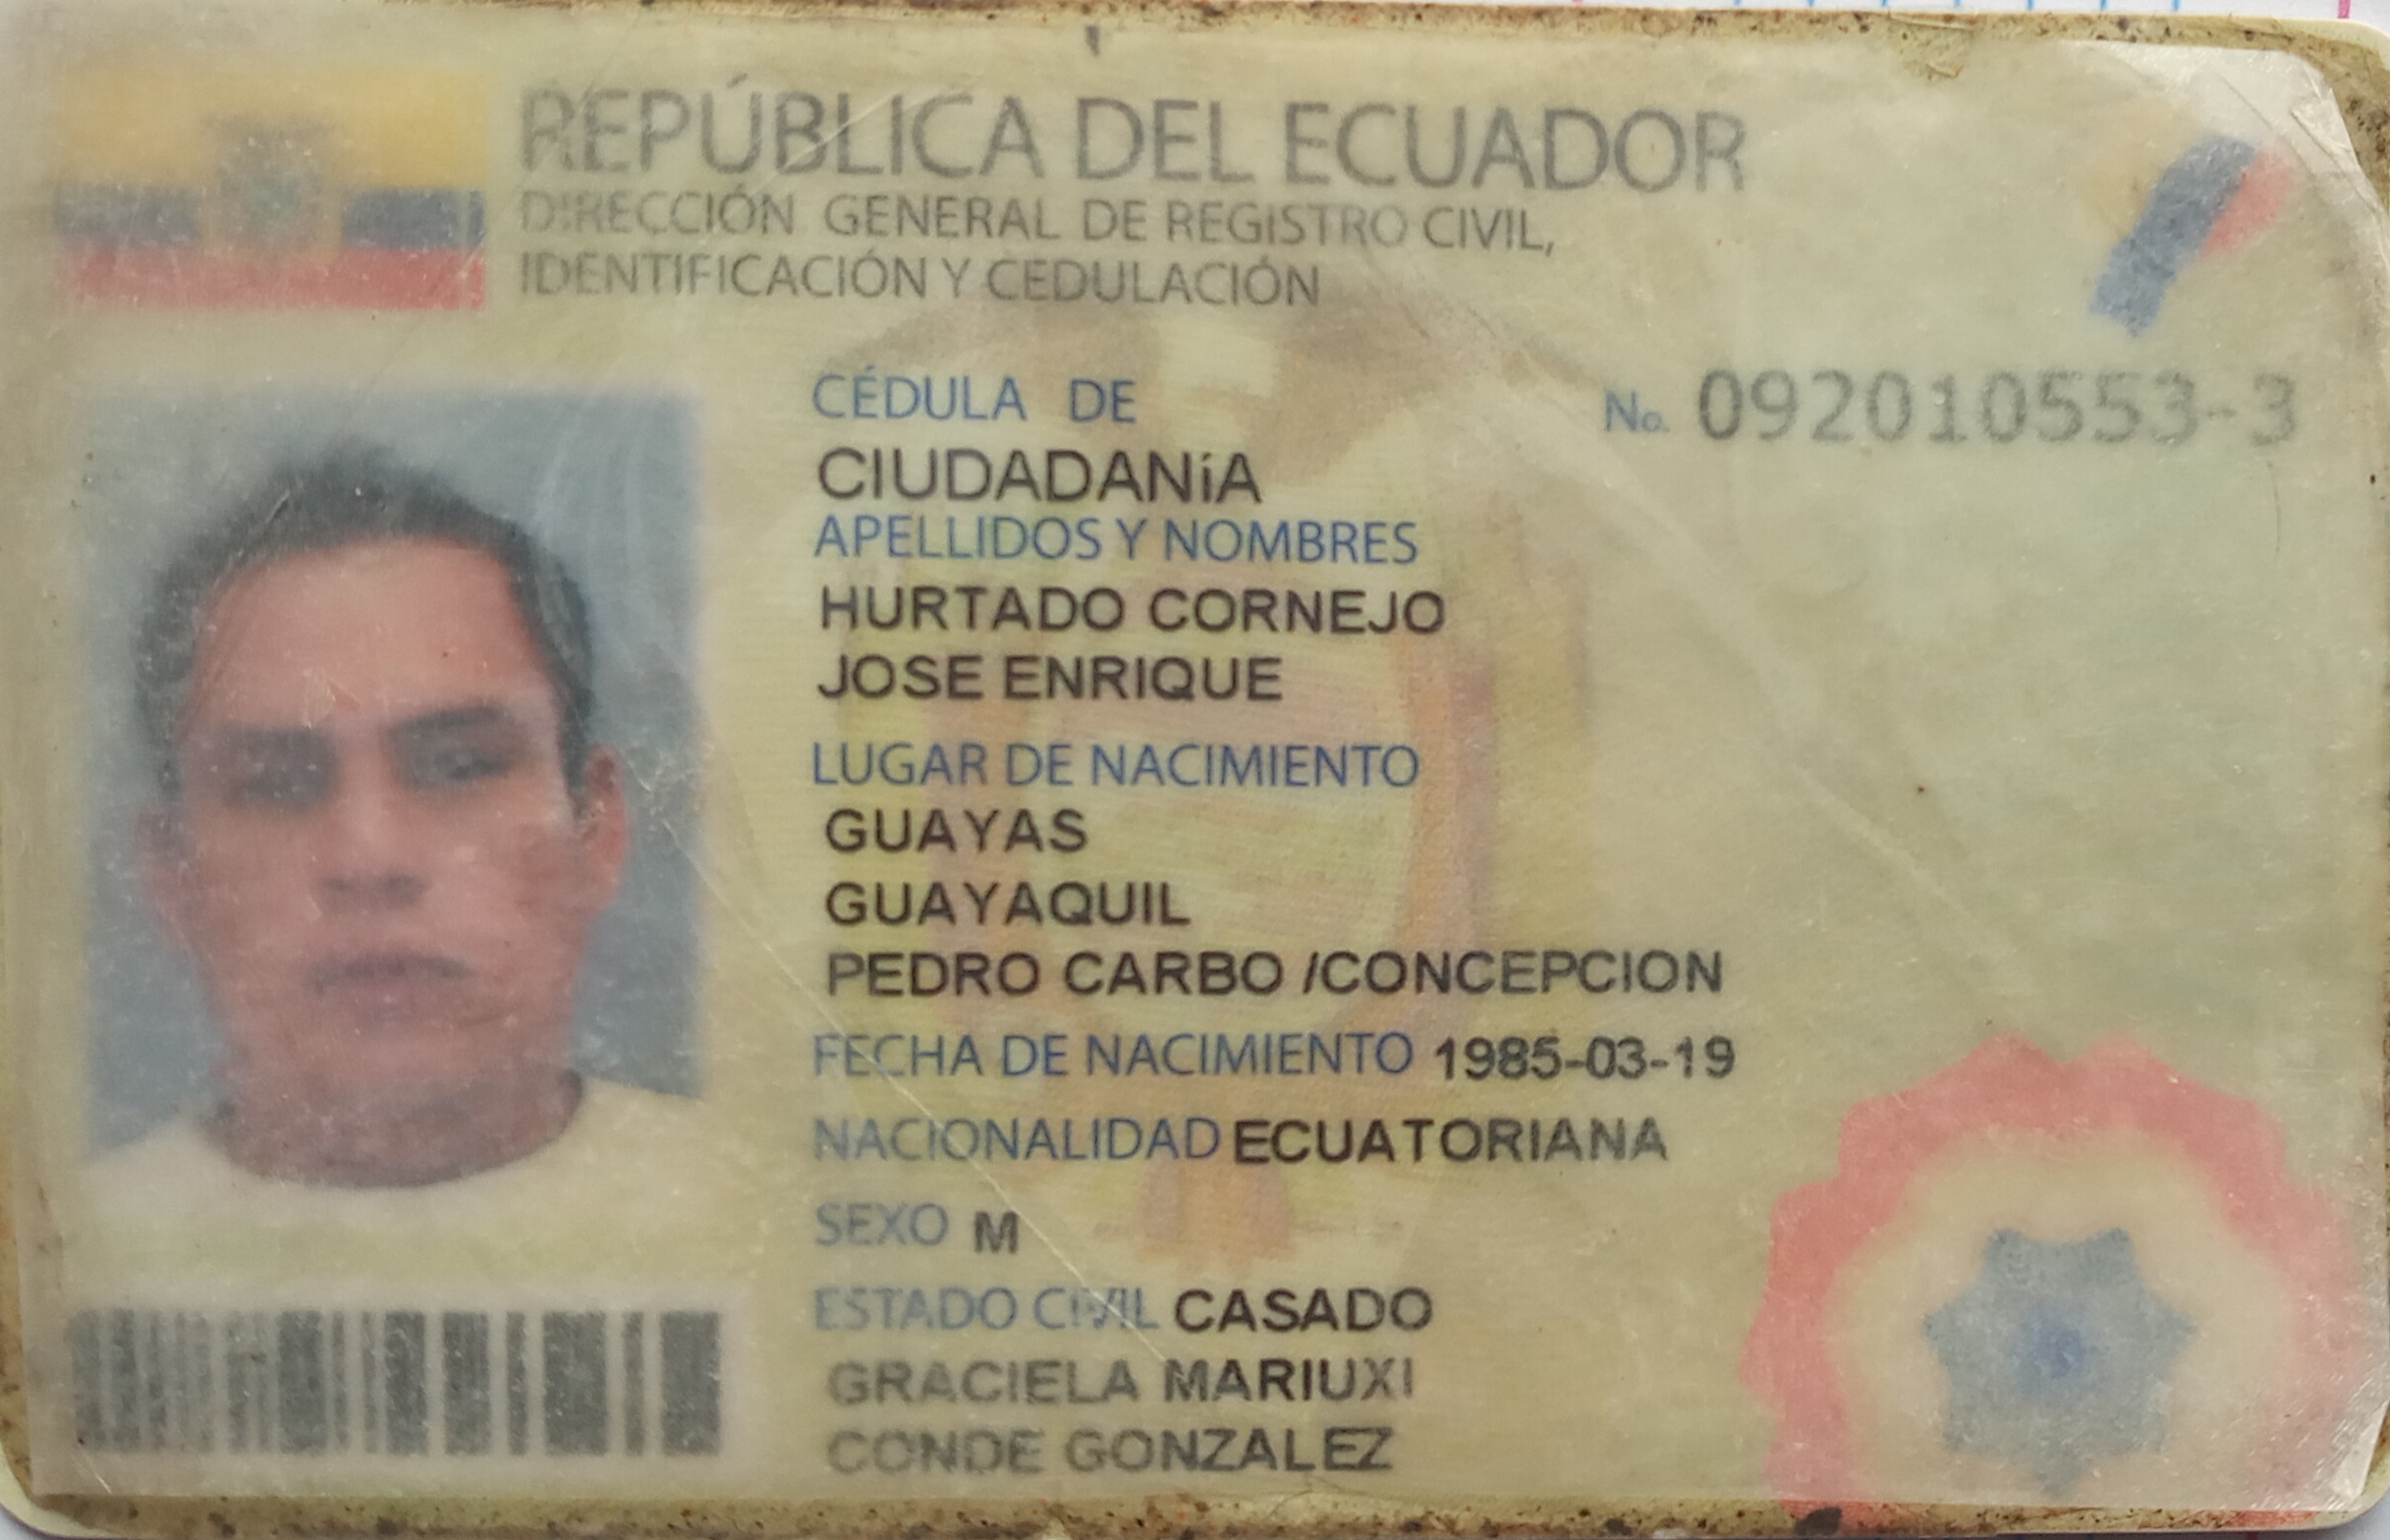 REPÚBLICA DEL ECUADOR
DIRECCIÓN GENERAL DE REGISTRO CIVIL,
IDENTIFICACIÓN Y CEDULACIÓN
CÉDULA DE No. 092010553-3
CIUDADANíA
APELLIDOS Y NOMBRES
HURTADO CORNEJO
JOSE ENRIQUE
LUGAR DE NACIMIENTO
GUAYAS
GUAYAQUIL
PEDRO CARBO /CONCEPCION
FECHA DE NACIMIENTO 1985-03-19
NACIONALIDAD ECUATORIANA
SEXO M
ESTADO CIVIL CASADO
GRACIELA MARIUXI
CONDE GONZALEZ